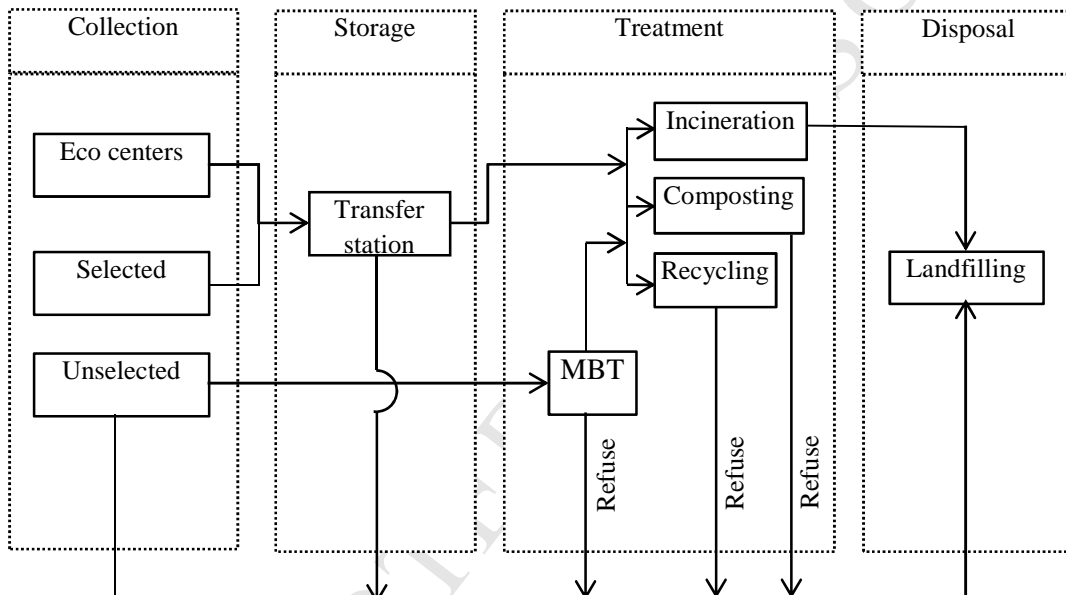 Collection
Storage
Treatment
Disposal
Eco centers
Selected
Unselected
Transfer
station
Incineration
Composting
Recycling
MBT
Landfilling
Refuse
Refuse
Refuse